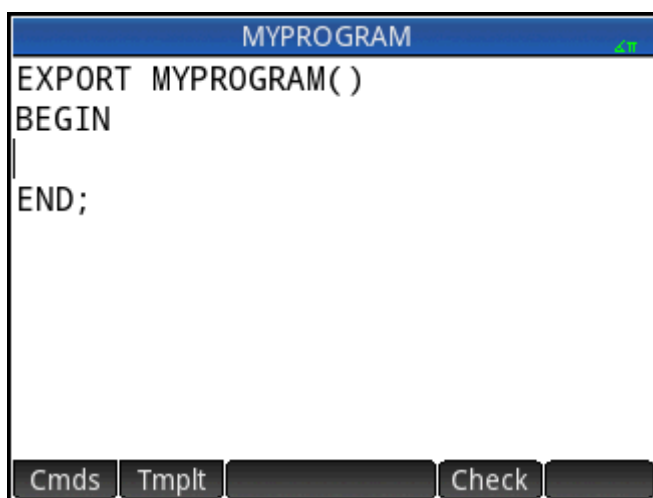 MYPROGRAM
∡π
EXPORT MYPROGRAM()
BEGIN
END;
Cmds Tmplt Check